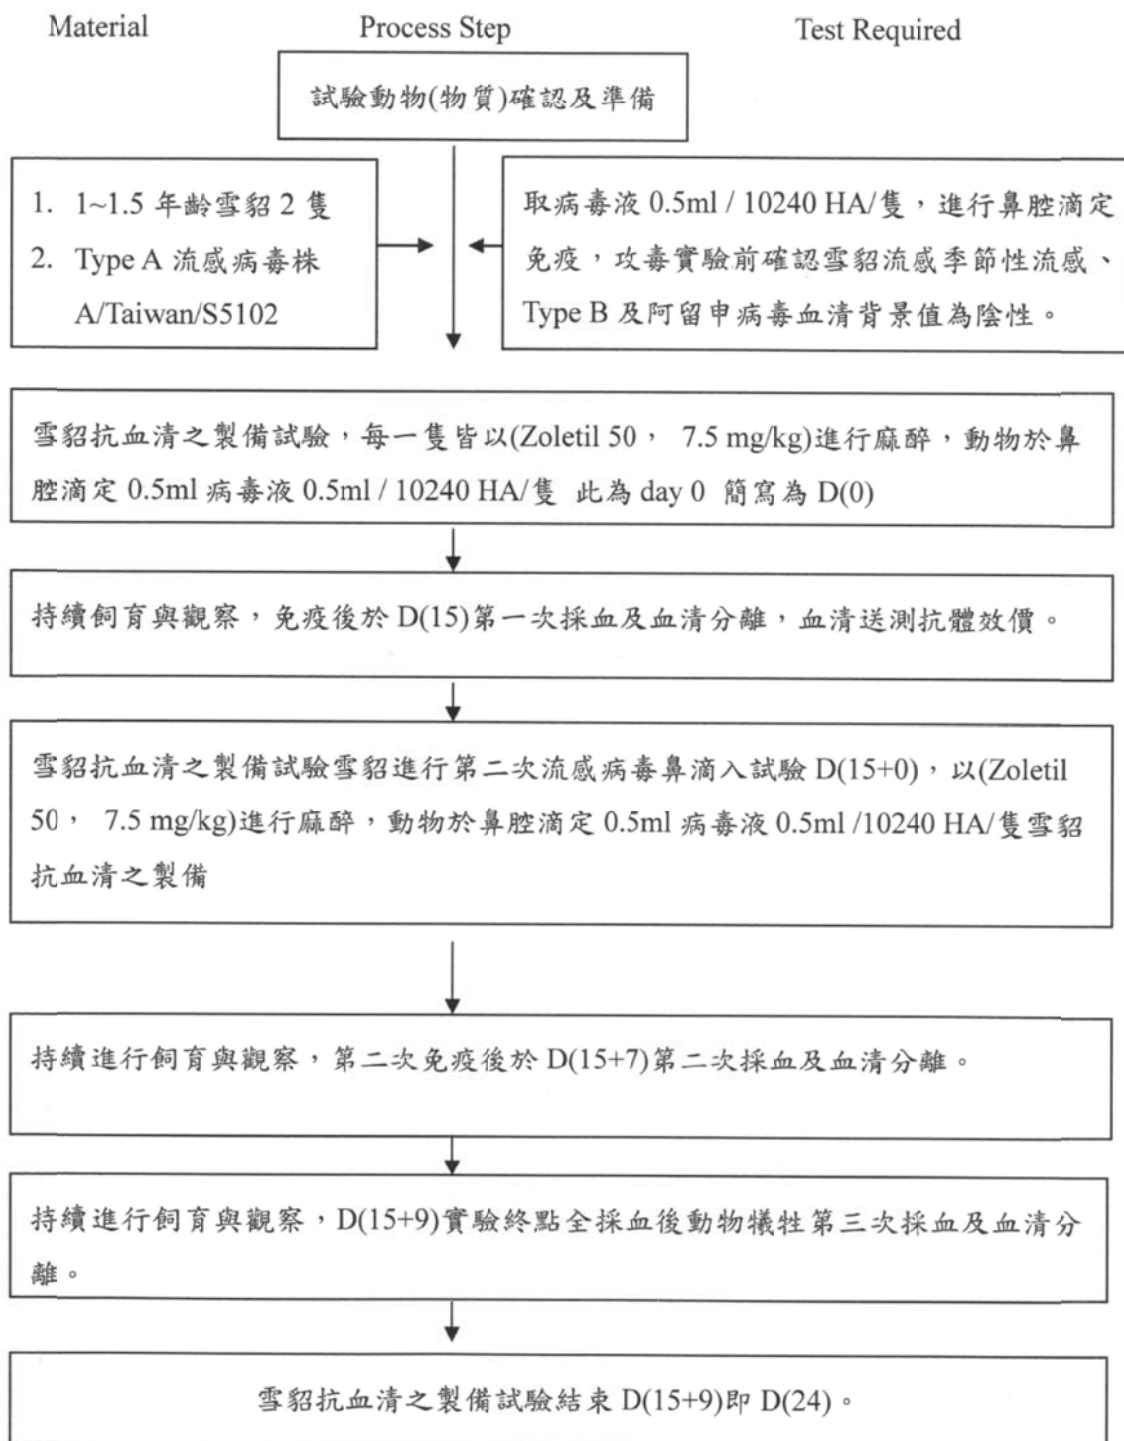 Material Process Step Test Required
試驗動物(物質)確認及準備
1. 1~1.5 年齡雪貂 2 隻
2. Type A 流感病毒株
A/Taiwan/S5102
取病毒液 0.5ml / 10240 HA/隻，進行鼻腔滴定
免疫，攻毒實驗前確認雪貂流感季節性流感、
Type B 及阿留申病毒血清背景值為陰性。
雪貂抗血清之製備試驗，每一隻皆以(Zoletil 50， 7.5 mg/kg)進行麻醉，動物於鼻
腔滴定 0.5ml 病毒液 0.5ml / 10240 HA/隻 此為 day 0 簡寫為 D(0)
持續飼育與觀察，免疫後於 D(15)第一次採血及血清分離，血清送測抗體效價。
雪貂抗血清之製備試驗雪貂進行第二次流感病毒鼻滴入試驗 D(15+0)，以(Zoletil
50， 7.5 mg/kg)進行麻醉，動物於鼻腔滴定 0.5ml 病毒液 0.5ml /10240 HA/隻雪貂
抗血清之製備
持續進行飼育與觀察，第二次免疫後於 D(15+7)第二次採血及血清分離。
持續進行飼育與觀察，D(15+9)實驗終點全採血後動物犧牲第三次採血及血清分
離。
雪貂抗血清之製備試驗結束 D(15+9)即 D(24)。